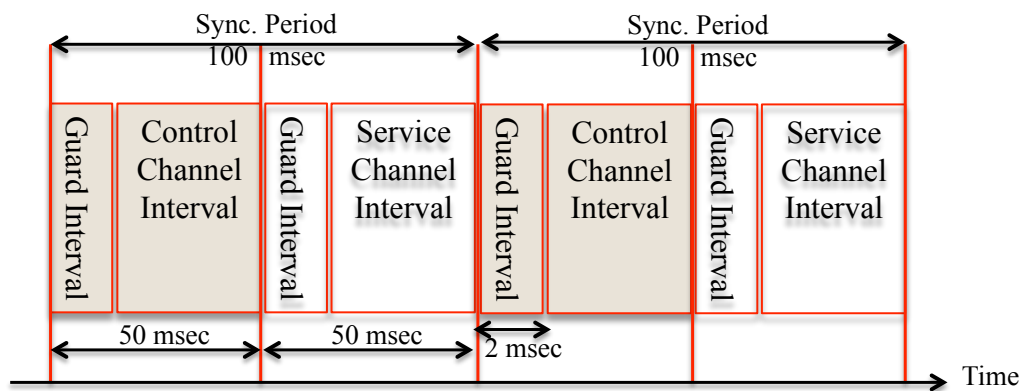 Sync. Period
100 msec
Sync. Period
100 msec
Guard Interval
Control
Channel
Interval
Guard Interval
Service
Channel
Interval
Guard Interval
Control
Channel
Interval
Guard Interval
Service
Channel
Interval
50 msec
50 msec
2 msec
Time